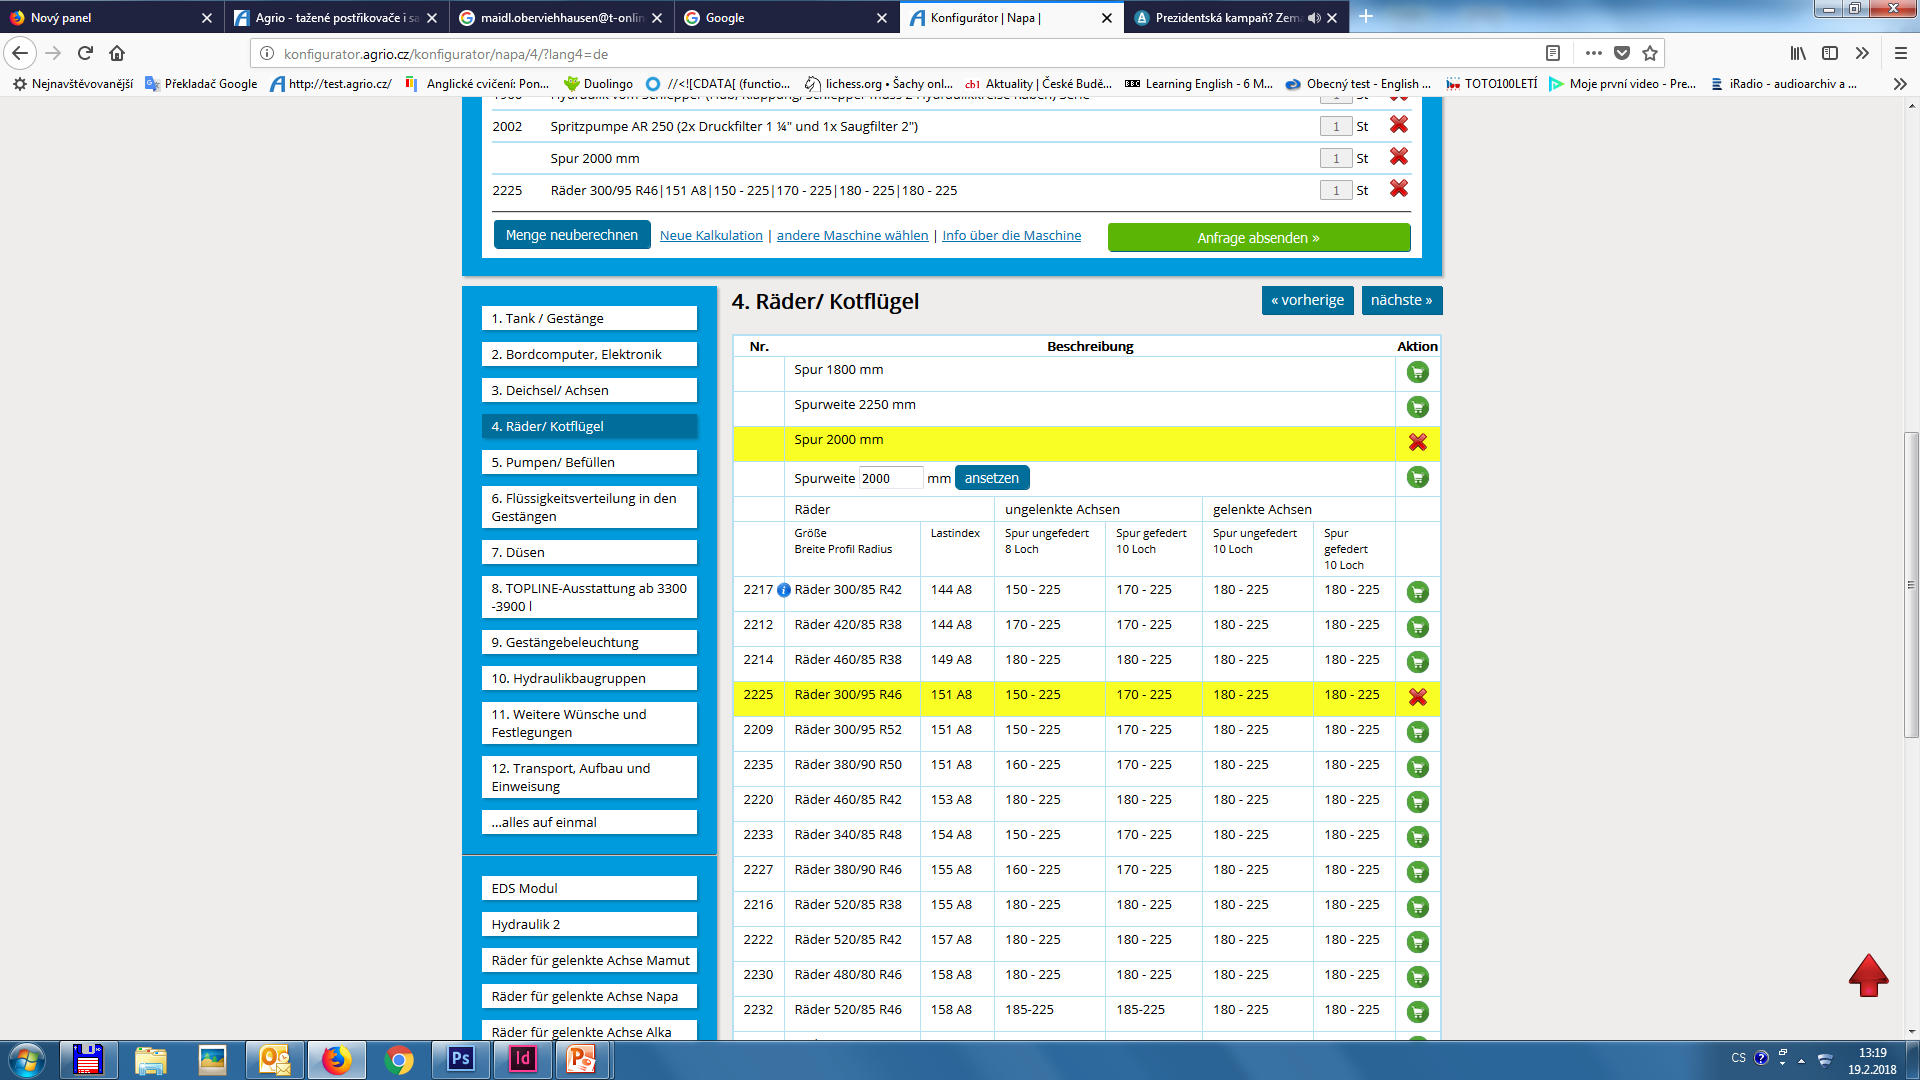 Nový panel
Agrio - tažené postřikovače i sa
maidl.oberviehhausen@t-onlin
Google
Konfigurátor | Napa |
Prezidentská kampaň? Zema
konfigurator.agrio.cz/konfigurator/napa/4/?lang4=de
Nejnavštěvovanější
Překladač Google
http://test.agrio.cz/
Anglické cvičení: Pon...
Duolingo
//<![CDATA[ (functio...
lichess.org • Šachy onl...
Aktuality | České Budě...
Learning English - 6 M...
Obecný test - English ...
TOTO100LETÍ
Moje první video - Pre...
iRadio - audioarchiv a ...
2002 Spritzpumpe AR 250 (2x Druckfilter 1 ¼" und 1x Saugfilter 2") 1 St
Spur 2000 mm 1 St
2225 Räder 300/95 R46|151 A8|150 - 225|170 - 225|180 - 225|180 - 225 1 St
Menge neuberechnen Neue Kalkulation | andere Maschine wählen | Info über die Maschine Anfrage absenden »
1. Tank / Gestänge
2. Bordcomputer, Elektronik
3. Deichsel/ Achsen
4. Räder/ Kotflügel
5. Pumpen/ Befüllen
6. Flüssigkeitsverteilung in den
Gestängen
7. Düsen
8. TOPLINE-Ausstattung ab 3300
-3900 l
9. Gestängebeleuchtung
10. Hydraulikbaugruppen
11. Weitere Wünsche und
Festlegungen
12. Transport, Aufbau und
Einweisung
...alles auf einmal
EDS Modul
Hydraulik 2
Räder für gelenkte Achse Mamut
Räder für gelenkte Achse Napa
Räder für gelenkte Achse Alka
4. Räder/ Kotflügel
« vorherige nächste »
Nr. Beschreibung Aktion
Spur 1800 mm
Spurweite 2250 mm
Spur 2000 mm
Spurweite 2000 mm ansetzen
Räder ungelenkte Achsen gelenkte Achsen
Größe Lastindex Spur ungefedert Spur gefedert Spur ungefedert Spur
Breite Profil Radius 8 Loch 10 Loch 10 Loch gefedert
10 Loch
2217 Räder 300/85 R42 144 A8 150 - 225 170 - 225 180 - 225 180 - 225
2212 Räder 420/85 R38 144 A8 170 - 225 170 - 225 180 - 225 180 - 225
2214 Räder 460/85 R38 149 A8 180 - 225 180 - 225 180 - 225 180 - 225
2225 Räder 300/95 R46 151 A8 150 - 225 170 - 225 180 - 225 180 - 225
2209 Räder 300/95 R52 151 A8 150 - 225 170 - 225 180 - 225 180 - 225
2235 Räder 380/90 R50 151 A8 160 - 225 170 - 225 180 - 225 180 - 225
2220 Räder 460/85 R42 153 A8 180 - 225 180 - 225 180 - 225 180 - 225
2233 Räder 340/85 R48 154 A8 150 - 225 170 - 225 180 - 225 180 - 225
2227 Räder 380/90 R46 155 A8 160 - 225 170 - 225 180 - 225 180 - 225
2216 Räder 520/85 R38 155 A8 180 - 225 180 - 225 180 - 225 180 - 225
2222 Räder 520/85 R42 157 A8 180 - 225 180 - 225 180 - 225 180 - 225
2230 Räder 480/80 R46 158 A8 180 - 225 180 - 225 180 - 225 180 - 225
2232 Räder 520/85 R46 158 A8 185-225 185-225 180 - 225 180 - 225
CS
13:19
19.2.2018